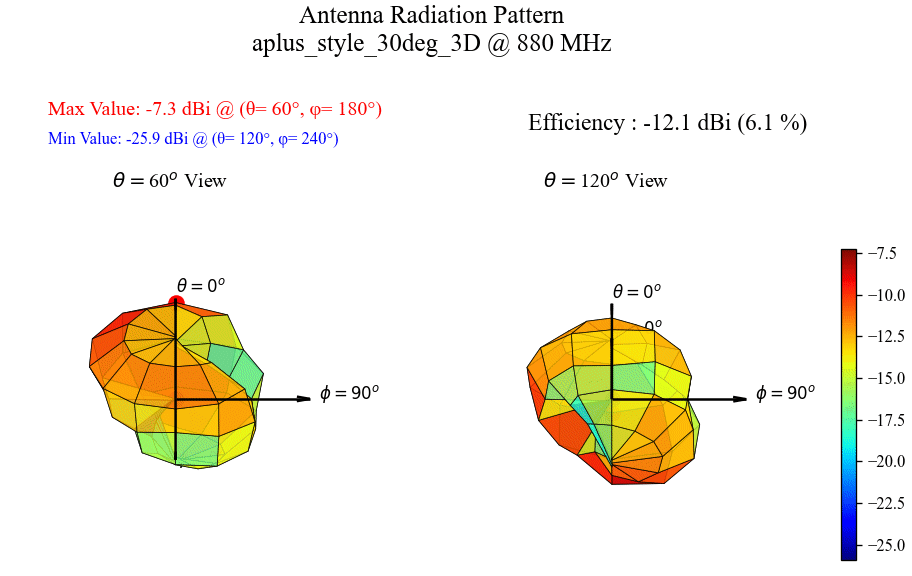 Antenna Radiation Pattern
aplus_style_30deg_3D @ 880 MHz
Max Value: -7.3 dBi @ (θ= 60°, φ= 180°)
Min Value: -25.9 dBi @ (θ= 120°, φ= 240°)
Efficiency : -12.1 dBi (6.1 %)
θ = 60° View
θ = 120° View
θ = 0°
ϕ = 90°
θ = 0°
0°
ϕ = 90°
−7.5
−10.0
−12.5
−15.0
−17.5
−20.0
−22.5
−25.0